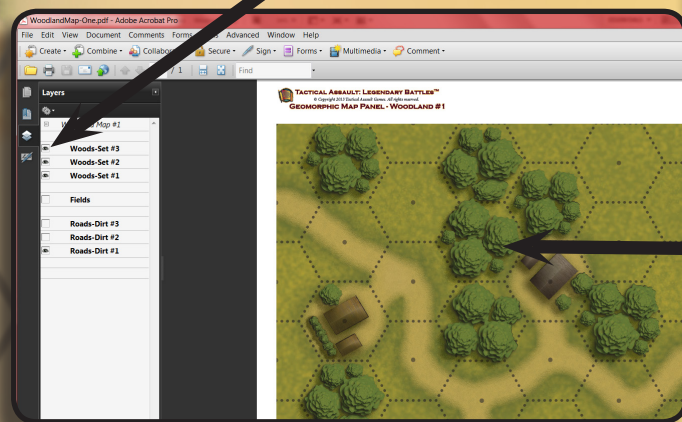 WoodlandMap-One.pdf - Adobe Acrobat Pro
File Edit View Document Comments Forms Advanced Window Help
Create Combine Collabor Secure Sign Forms Multimedia Comment
/ 1 Find
Layers
Map #1
Woods-Set #3
Woods-Set #2
Woods-Set #1
Fields
Roads-Dirt #3
Roads-Dirt #2
Roads-Dirt #1
TACTICAL ASSAULT: LEGENDARY BATTLES™
© Copyright 2013 Tactical Assault Games. All rights reserved.
GEOMORPHIC MAP PANEL - WOODLAND #1